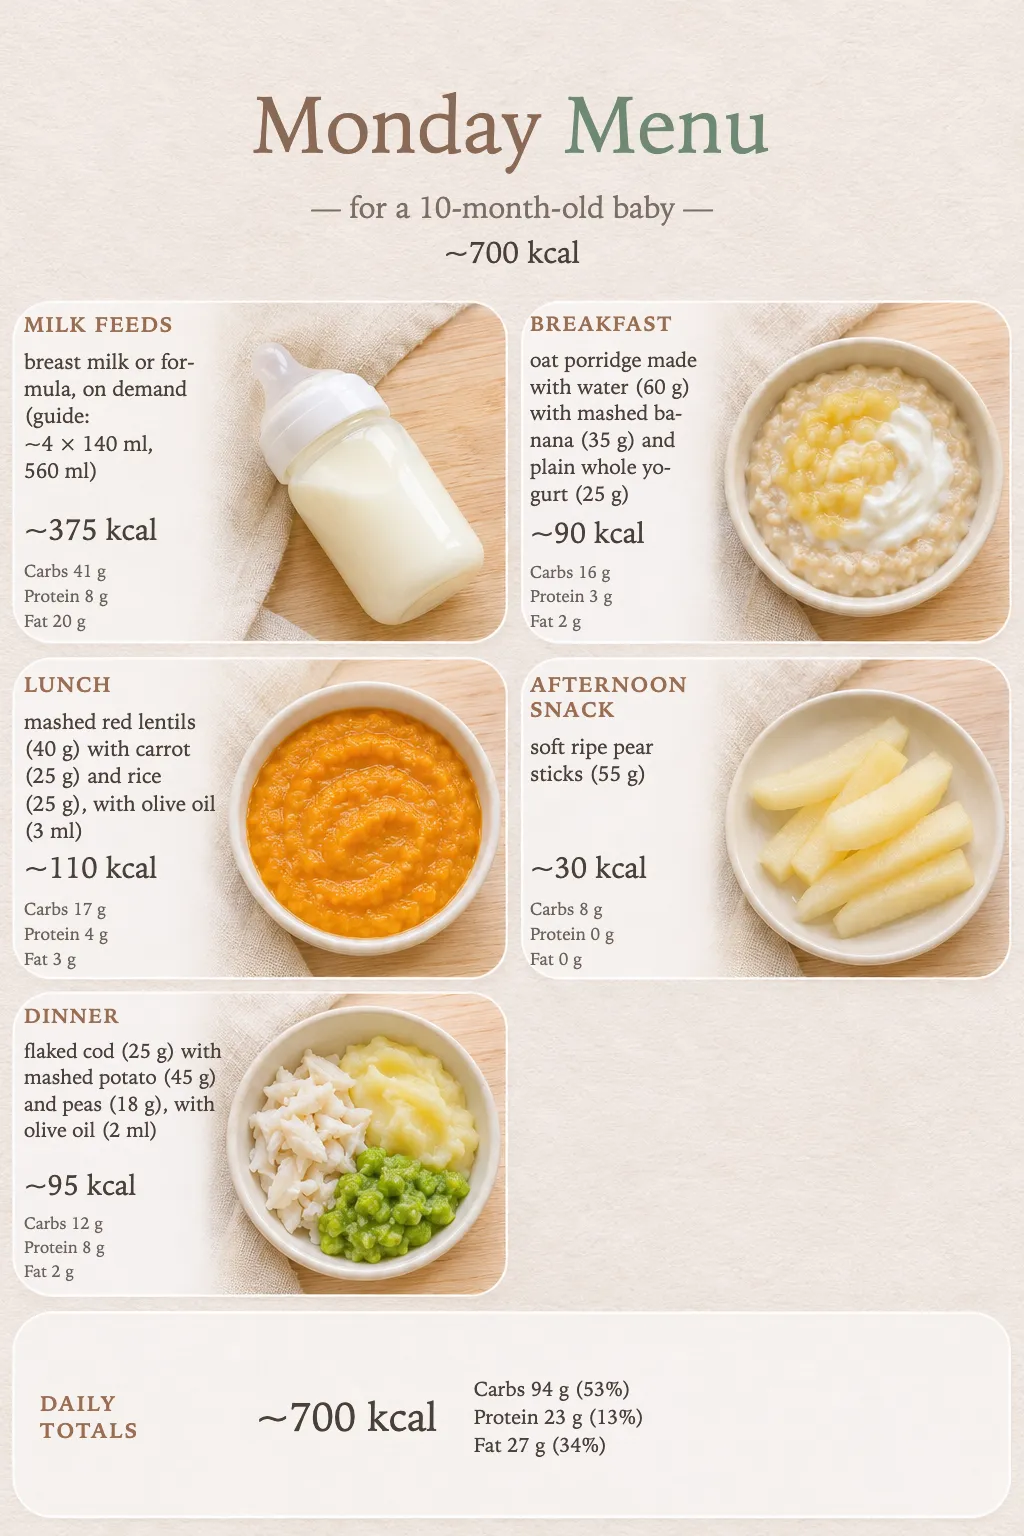 Monday Menu
— for a 10-month-old baby —
~700 kcal
MILK FEEDS
breast milk or for-
mula, on demand
(guide:
~4 × 140 ml,
560 ml)
~375 kcal
Carbs 41 g
Protein 8 g
Fat 20 g
BREAKFAST
oat porridge made
with water (60 g)
with mashed ba-
nana (35 g) and
plain whole yo-
gurt (25 g)
~90 kcal
Carbs 16 g
Protein 3 g
Fat 2 g
LUNCH
mashed red lentils
(40 g) with carrot
(25 g) and rice
(25 g), with olive oil
(3 ml)
~110 kcal
Carbs 17 g
Protein 4 g
Fat 3 g
AFTERNOON
SNACK
soft ripe pear
sticks (55 g)
~30 kcal
Carbs 8 g
Protein 0 g
Fat 0 g
DINNER
flaked cod (25 g) with
mashed potato (45 g)
and peas (18 g), with
olive oil (2 ml)
~95 kcal
Carbs 12 g
Protein 8 g
Fat 2 g
DAILY
TOTALS
~700 kcal
Carbs 94 g (53%)
Protein 23 g (13%)
Fat 27 g (34%)